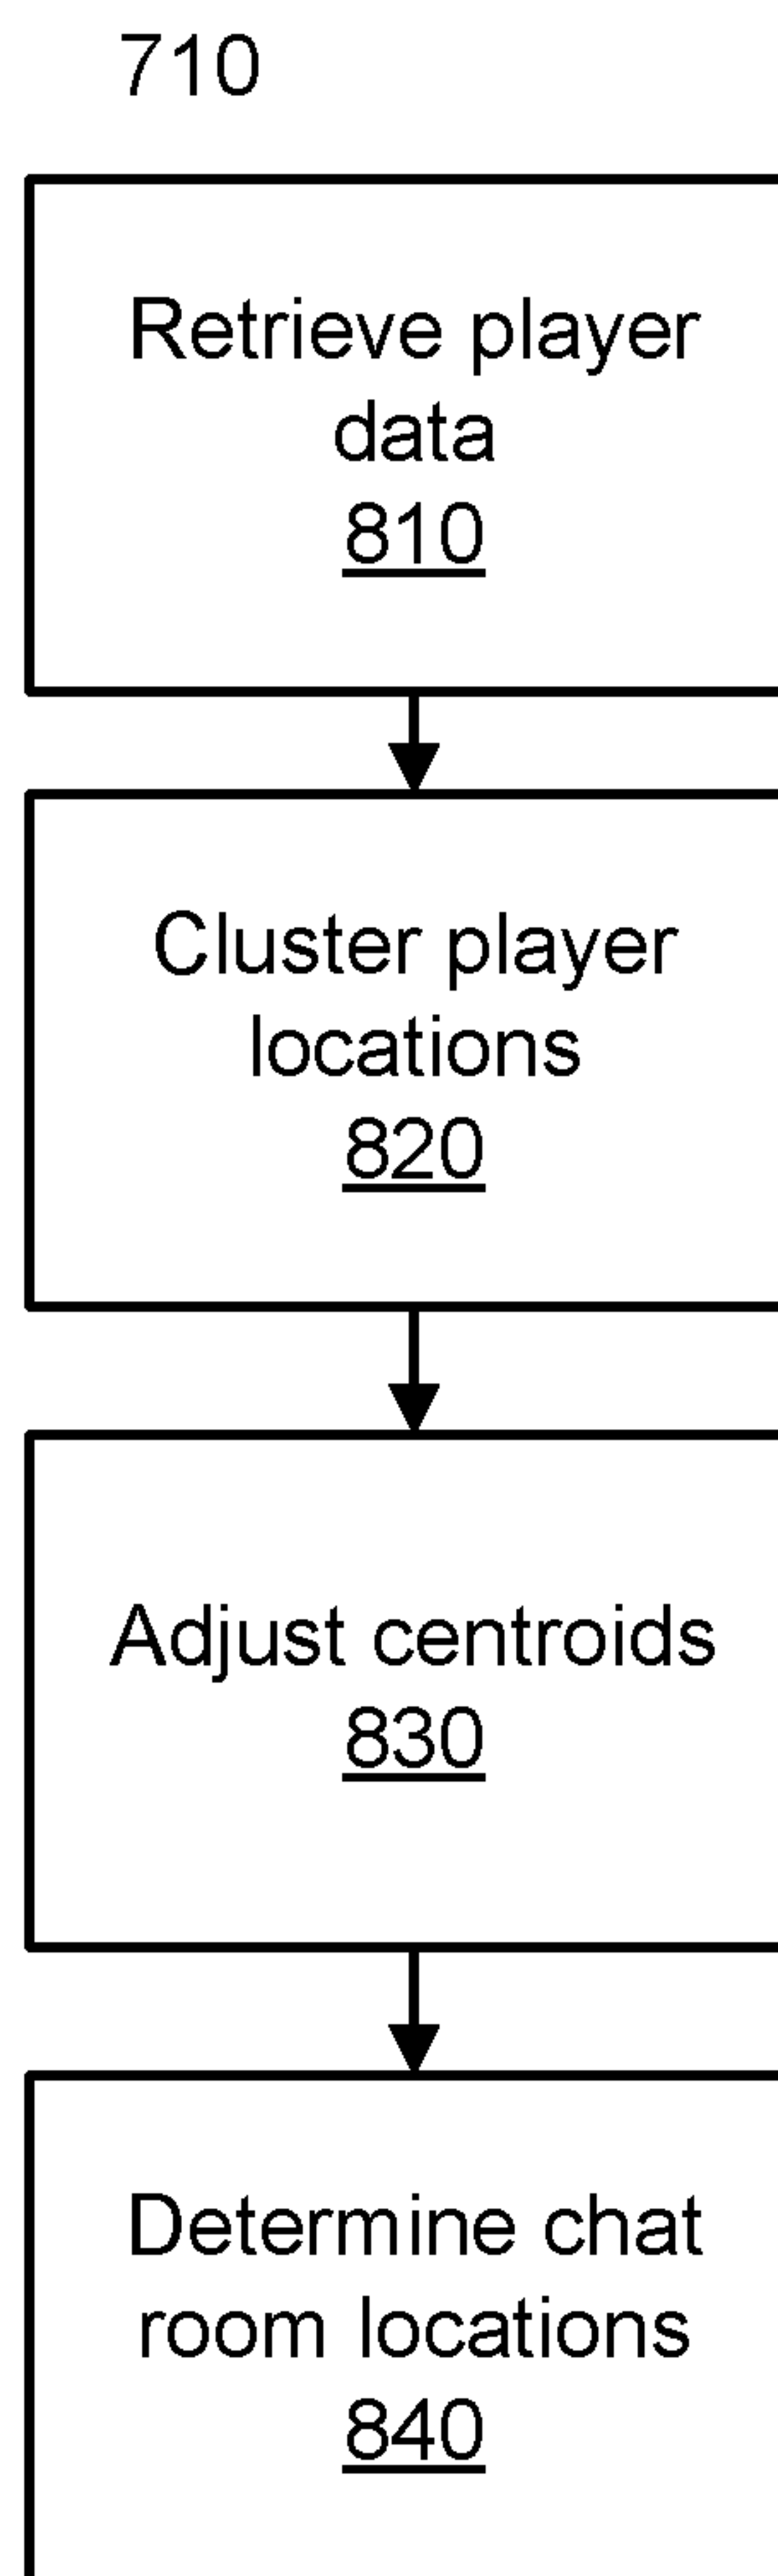 710
Retrieve player
data
810
Cluster player
locations
820
Adjust centroids
830
Determine chat
room locations
840